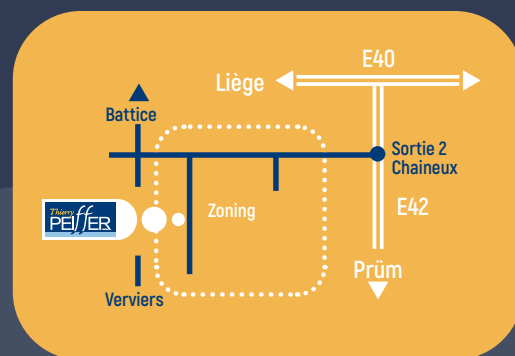 E40
Liège
Battice
Sortie 2
Chaineux
Zoning
E42
Thierry
PEIFFER
Prüm
Verviers